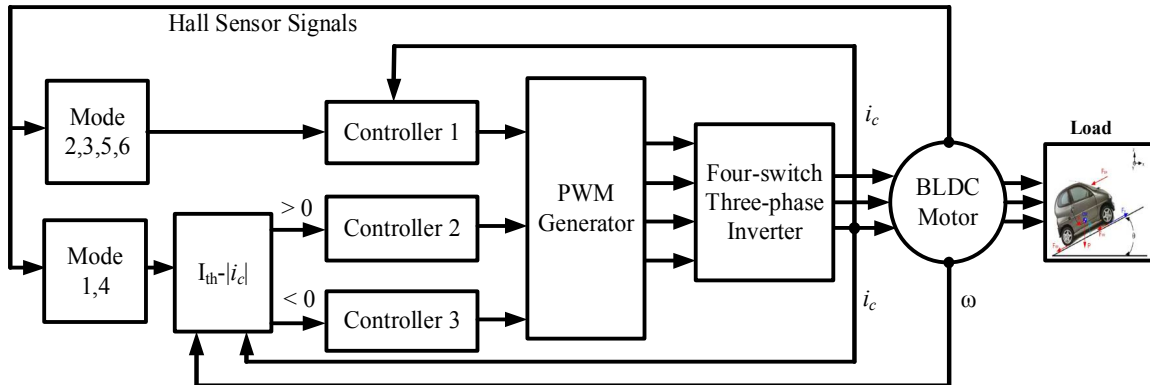 Hall Sensor Signals
Mode
2,3,5,6
Controller 1
i_c
Load
PWM
Generator
Four-switch
Three-phase
Inverter
BLDC
Motor
Mode
1,4
I_th-|i_c|
> 0
Controller 2
< 0
Controller 3
i_c
ω